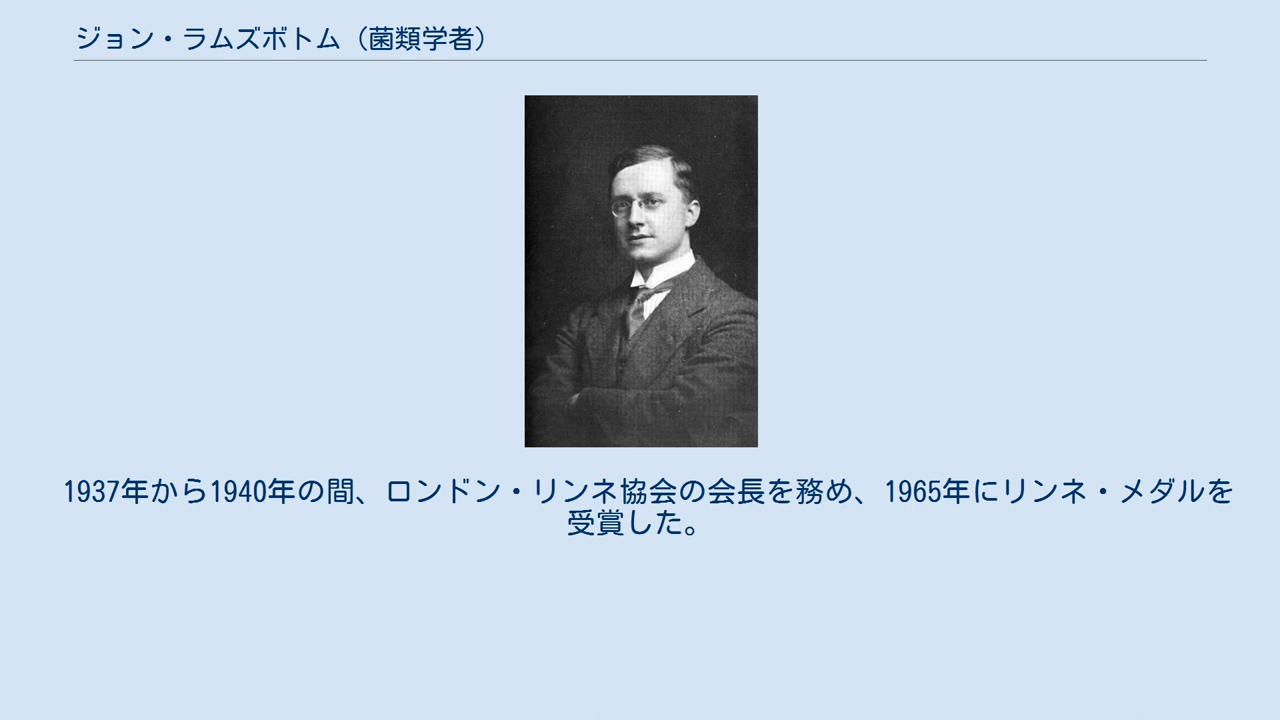 ジョン・ラムズボトム（菌類学者）
1937年から1940年の間、ロンドン・リンネ協会の会長を務め、1965年にリンネ・メダルを
受賞した。